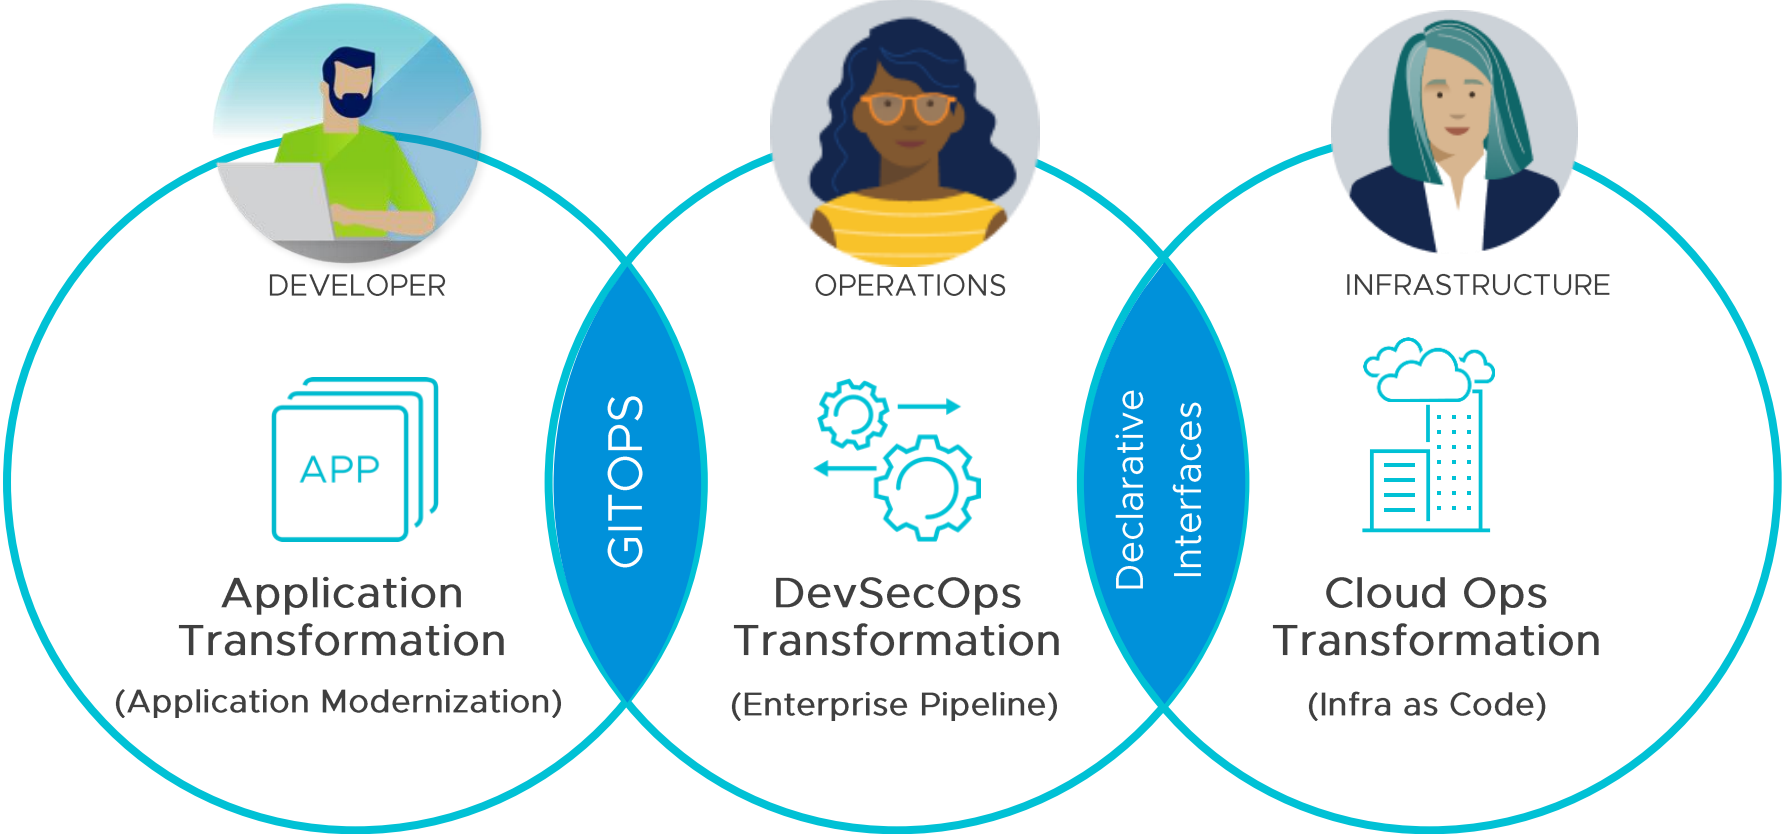 DEVELOPER
APP
Application
Transformation
(Application Modernization)
GITOPS
OPERATIONS
DevSecOps
Transformation
(Enterprise Pipeline)
Declarative
Interfaces
INFRASTRUCTURE
Cloud Ops
Transformation
(Infra as Code)